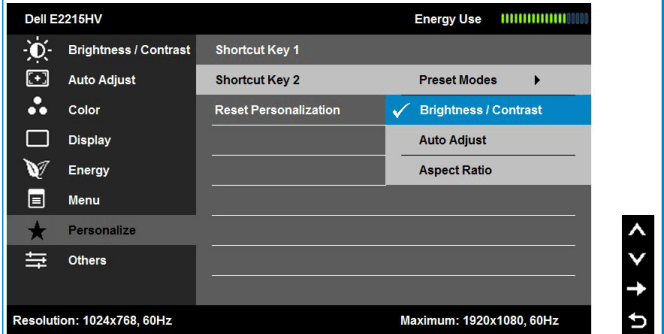 Dell E2215HV Energy Use
Brightness / Contrast Shortcut Key 1
Auto Adjust Shortcut Key 2 Preset Modes
Color Reset Personalization Brightness / Contrast
Display Auto Adjust
Energy Aspect Ratio
Menu
Personalize
Others
Resolution: 1024x768, 60Hz Maximum: 1920x1080, 60Hz